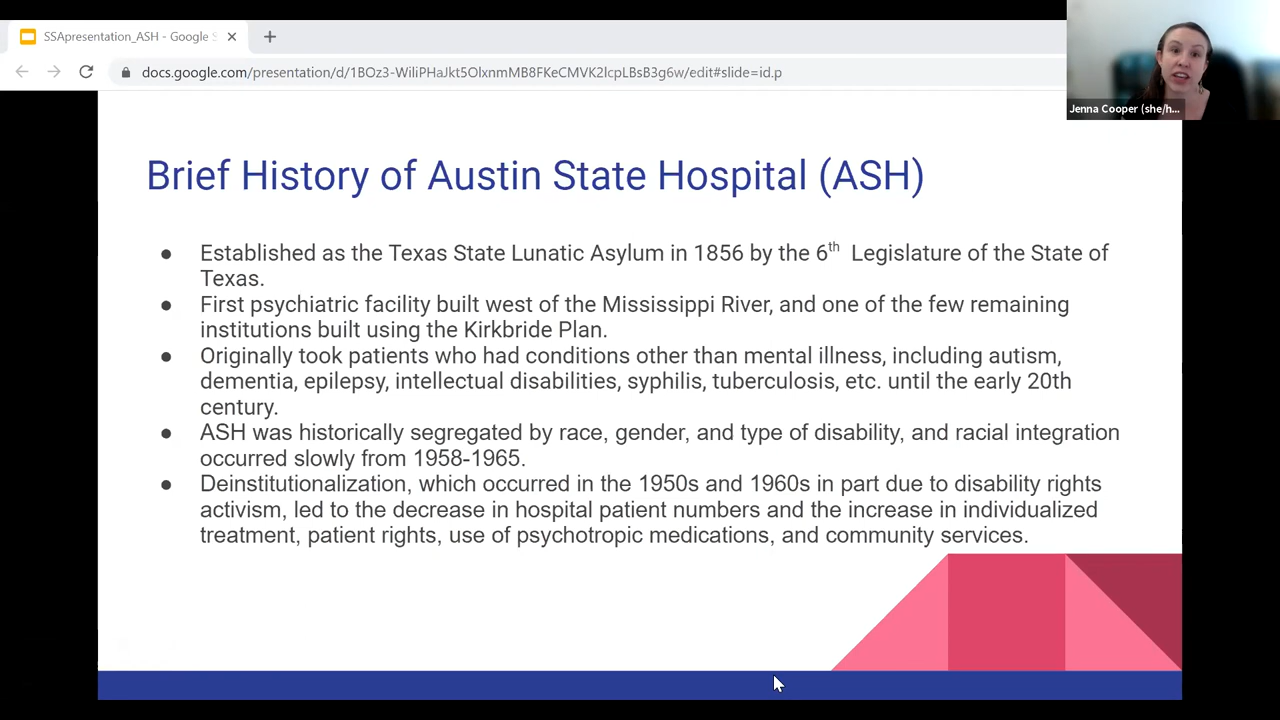 SSApresentation_ASH - Google S
docs.google.com/presentation/d/1BOz3-WiliPHaJkt5OlxnmMB8FKeCMVK2lcpLBsB3g6w/edit#slide=id.p
Jenna Cooper (she/h...
Brief History of Austin State Hospital (ASH)
● Established as the Texas State Lunatic Asylum in 1856 by the 6th Legislature of the State of
Texas.
● First psychiatric facility built west of the Mississippi River, and one of the few remaining
institutions built using the Kirkbride Plan.
● Originally took patients who had conditions other than mental illness, including autism,
dementia, epilepsy, intellectual disabilities, syphilis, tuberculosis, etc. until the early 20th
century.
● ASH was historically segregated by race, gender, and type of disability, and racial integration
occurred slowly from 1958-1965.
● Deinstitutionalization, which occurred in the 1950s and 1960s in part due to disability rights
activism, led to the decrease in hospital patient numbers and the increase in individualized
treatment, patient rights, use of psychotropic medications, and community services.